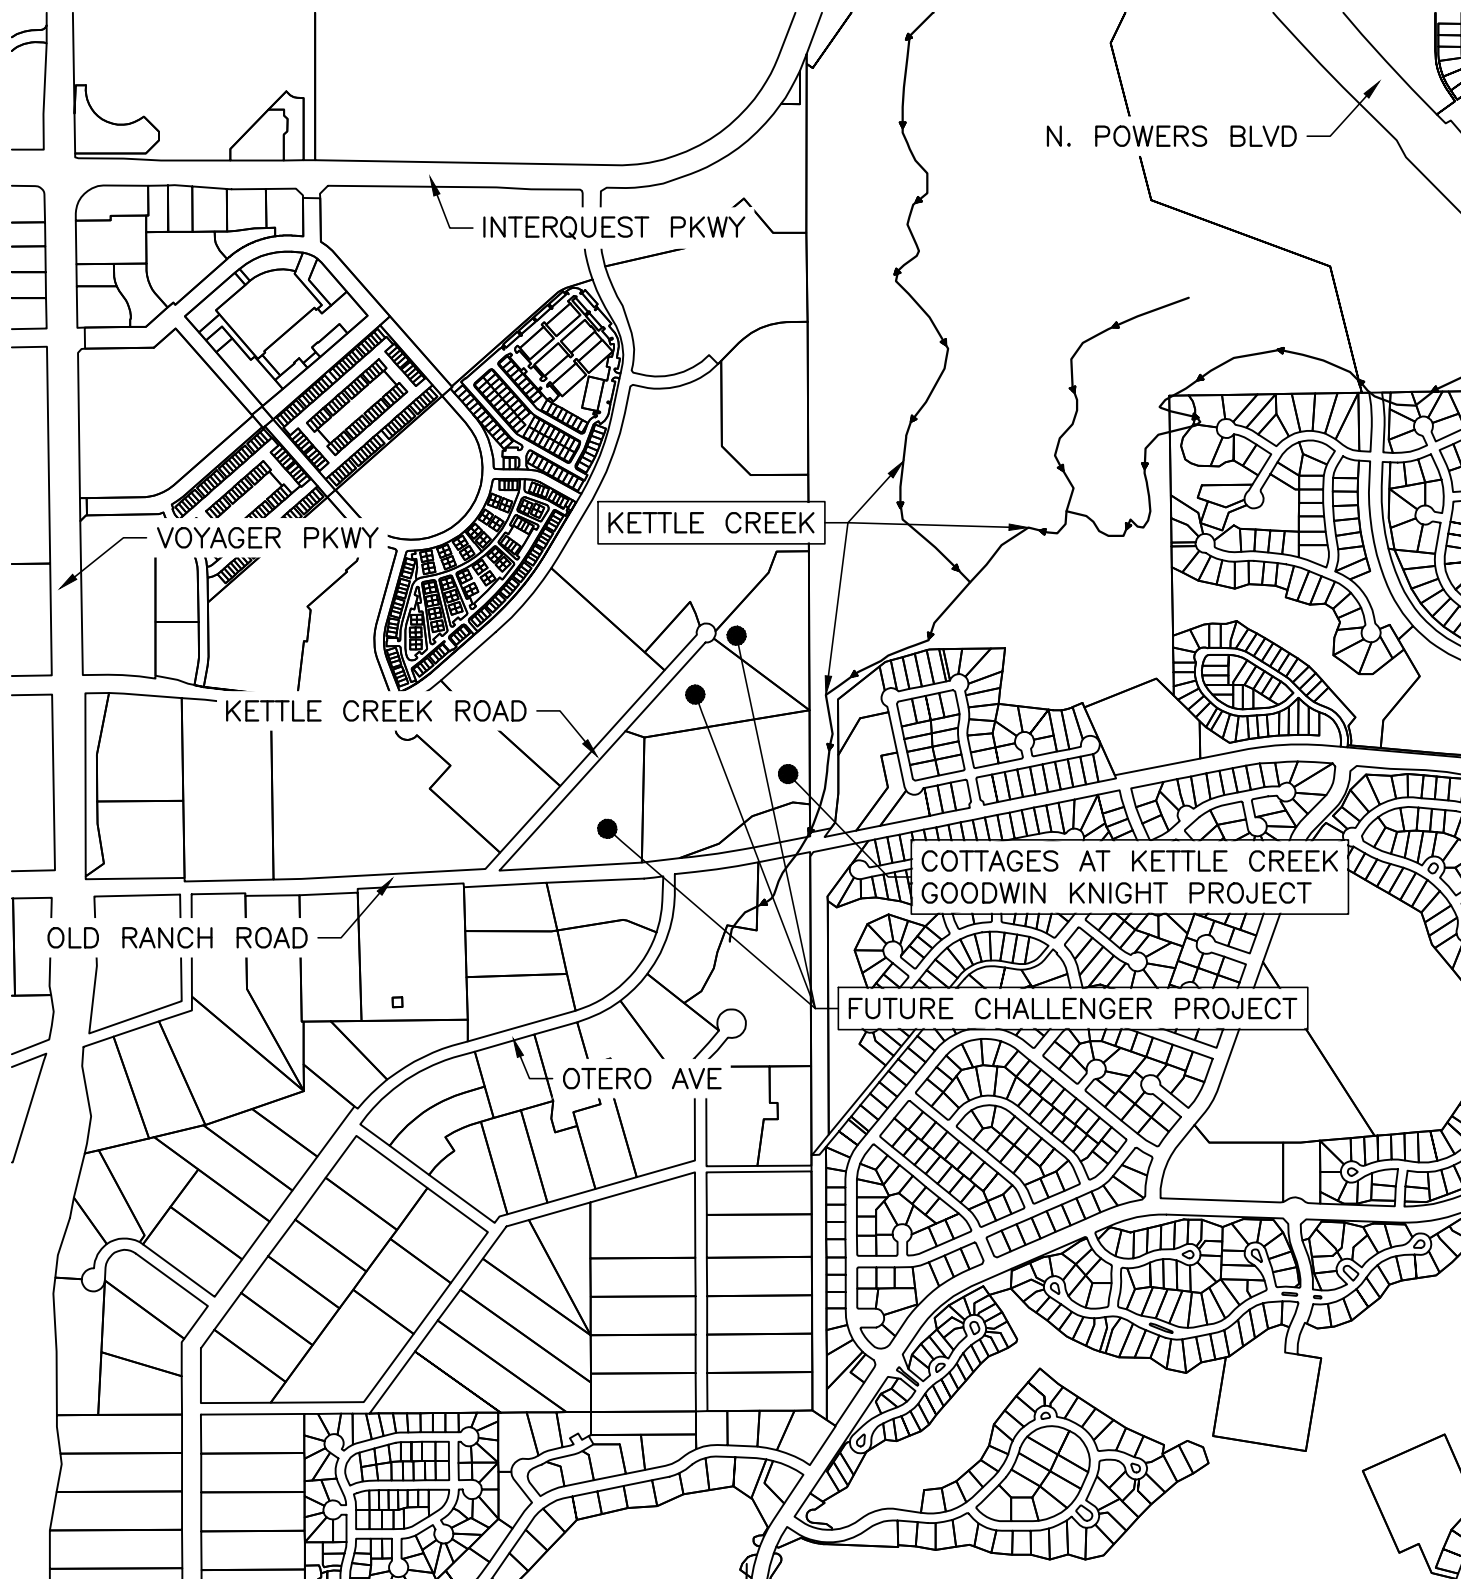 N. POWERS BLVD
INTERQUEST PKWY
KETTLE CREEK
VOYAGER PKWY
KETTLE CREEK ROAD
COTTAGES AT KETTLE CREEK
GOODWIN KNIGHT PROJECT
OLD RANCH ROAD
FUTURE CHALLENGER PROJECT
OTERO AVE